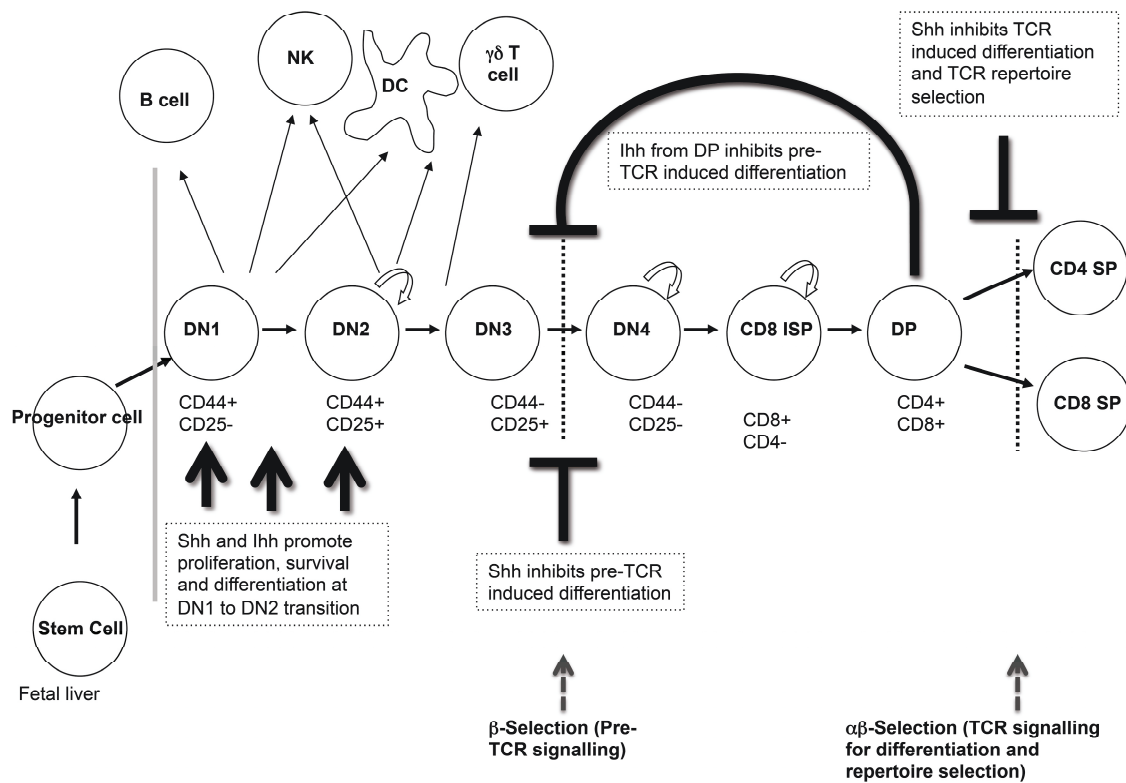 Shh inhibits TCR
induced differentiation
and TCR repertoire
selection
B cell
NK
DC
γδ T
cell
Ihh from DP inhibits pre-
TCR induced differentiation
CD4 SP
DN1
DN2
DN3
DN4
CD8 ISP
DP
CD8 SP
Progenitor cell
CD44+
CD25-
CD44+
CD25+
CD44-
CD25+
CD44-
CD25-
CD8+
CD4-
CD4+
CD8+
Shh and Ihh promote
proliferation, survival
and differentiation at
DN1 to DN2 transition
Shh inhibits pre-TCR
induced differentiation
Stem Cell
Fetal liver
β-Selection (Pre-
TCR signalling)
αβ-Selection (TCR signalling
for differentiation and
repertoire selection)